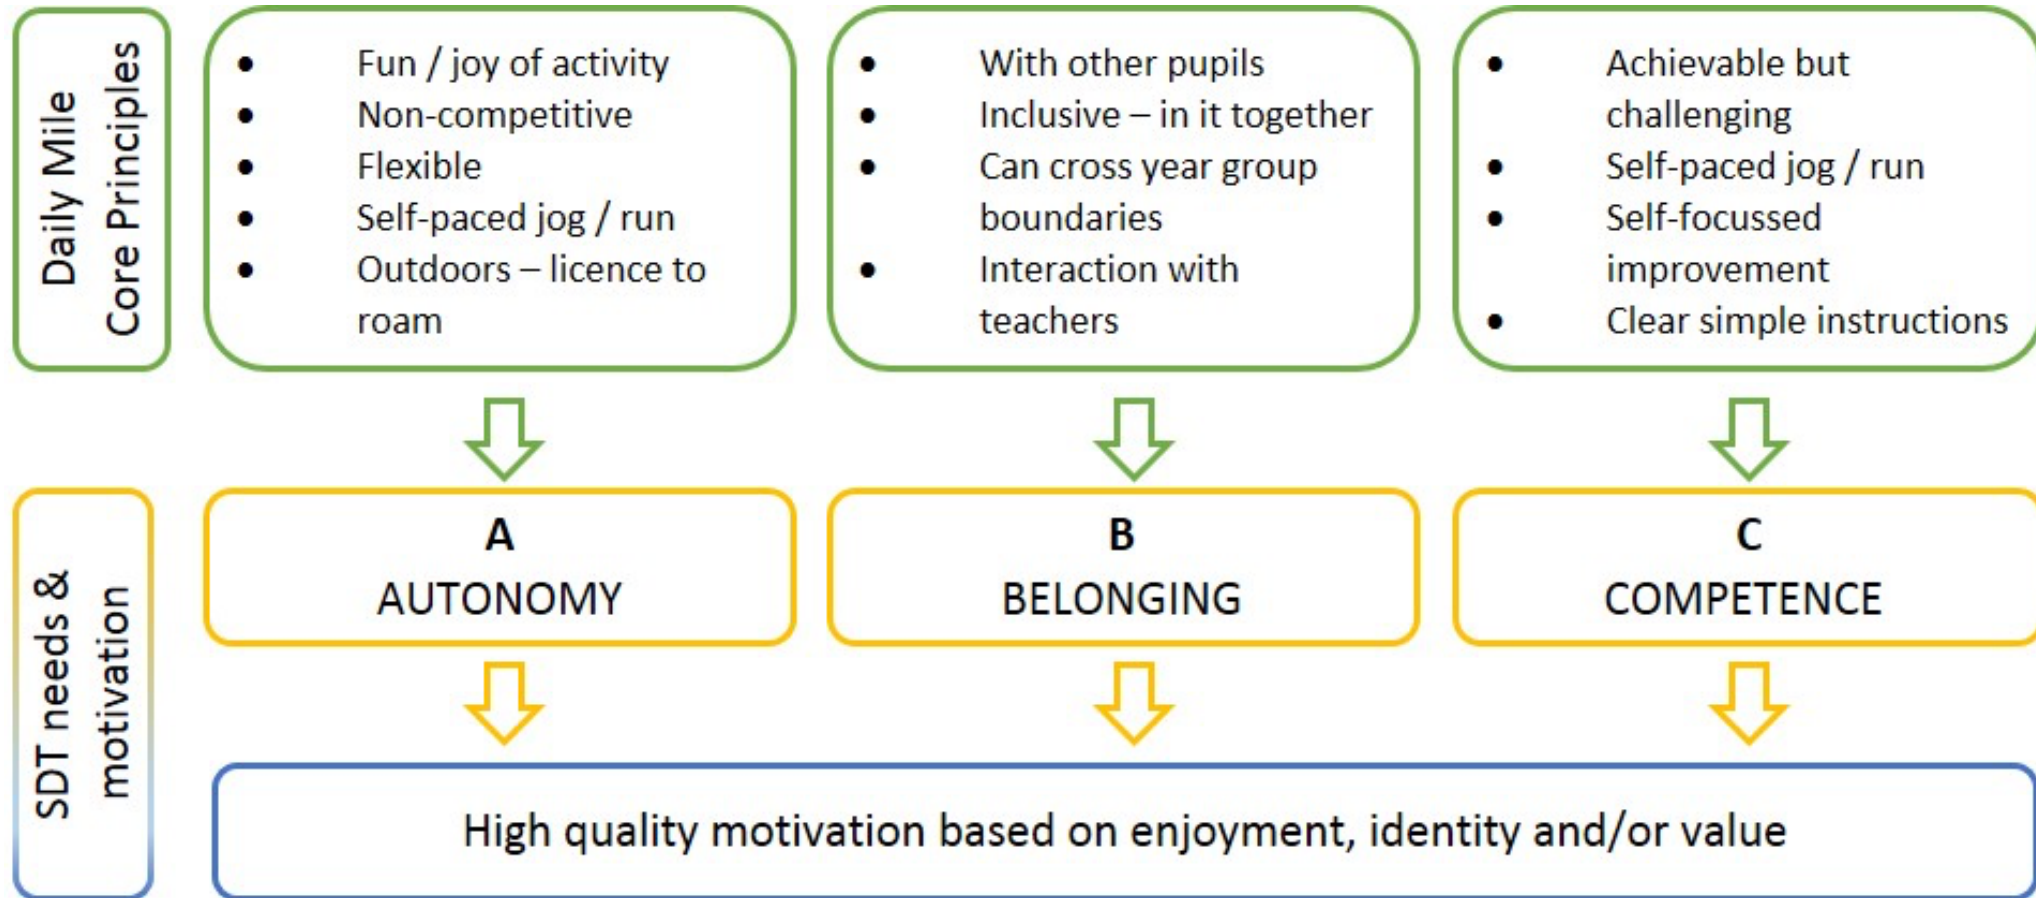 Daily Mile
Core Principles
• Fun / joy of activity
• Non-competitive
• Flexible
• Self-paced jog / run
• Outdoors – licence to
roam
• With other pupils
• Inclusive – in it together
• Can cross year group
boundaries
• Interaction with
teachers
• Achievable but
challenging
• Self-paced jog / run
• Self-focussed
improvement
• Clear simple instructions
SDT needs &
motivation
A
AUTONOMY
B
BELONGING
C
COMPETENCE
High quality motivation based on enjoyment, identity and/or value